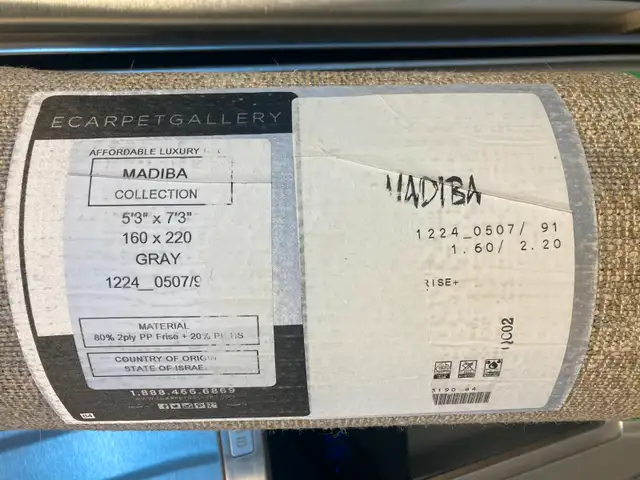 ECARPETGALLERY
AFFORDABLE LUXURY
MADIBA
COLLECTION
5'3" x 7'3"
160 x 220
GRAY
1224_0507/9
MATERIAL
80% 2ply PP Frise + 20%
COUNTRY OF ORIGIN
STATE OF ISRAEL
1.888.465.6869
MADIBA
1224_0507/ 91
1.60/ 2.20
RISE+